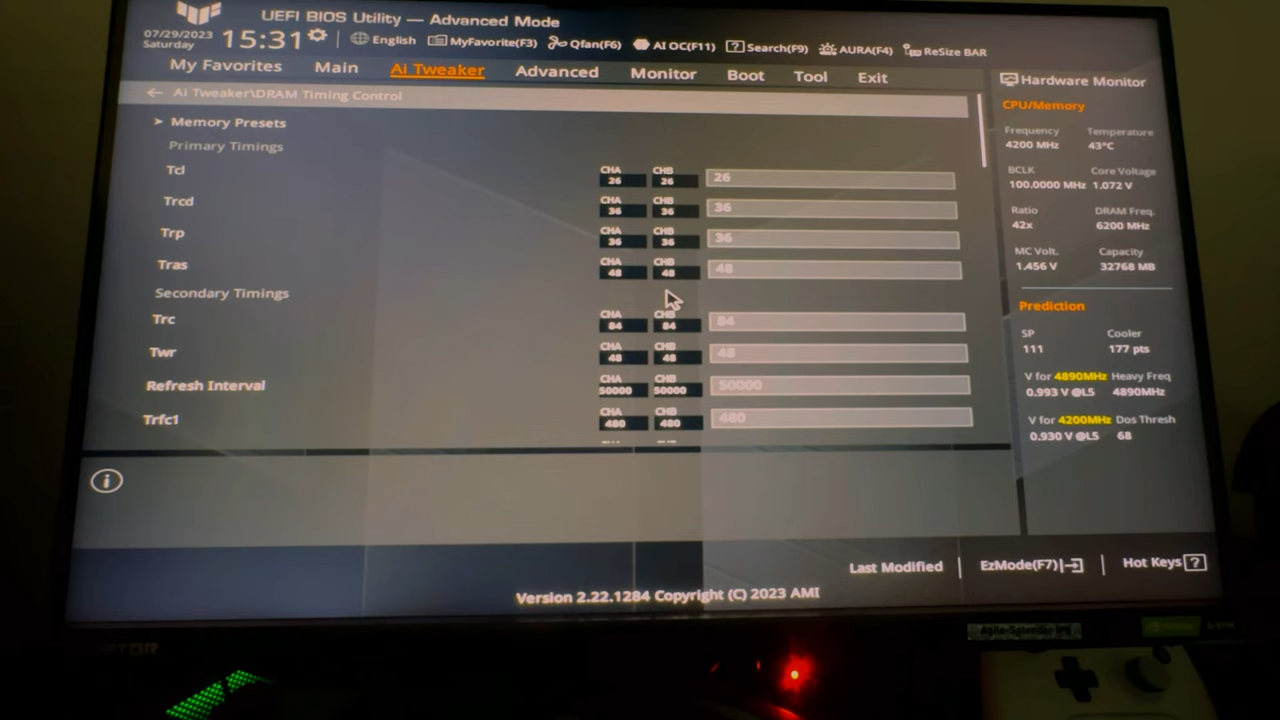 UEFI BIOS Utility — Advanced Mode
07/29/2023
Saturday
15:31
English
MyFavorite(F3)
Qfan(F6)
AI OC(F11)
Search(F9)
AURA(F4)
ReSize BAR
My Favorites Main Ai Tweaker Advanced Monitor Boot Tool Exit
Ai Tweaker\DRAM Timing Control
Memory Presets
Primary Timings
Tcl CHA 26 CHB 26 26
Trcd CHA 36 CHB 36 36
Trp CHA 36 CHB 36 36
Tras CHA 48 CHB 48 48
Secondary Timings
Trc CHA 84 CHB 84 84
Twr CHA 48 CHB 48 48
Refresh Interval CHA 50000 CHB 50000 50000
Trfc1 CHA 480 CHB 480 480
Hardware Monitor
CPU/Memory
Frequency Temperature
4200 MHz 43°C
BCLK Core Voltage
100.0000 MHz 1.072 V
Ratio DRAM Freq.
42x 6200 MHz
MC Volt. Capacity
1.456 V 32768 MB
Prediction
SP Cooler
111 177 pts
V for 4890MHz Heavy Freq
0.993 V @L5 4890MHz
V for 4200MHz Dos Thresh
0.930 V @L5 68
Last Modified
EzMode(F7)
Hot Keys ?
Version 2.22.1284 Copyright (C) 2023 AMI